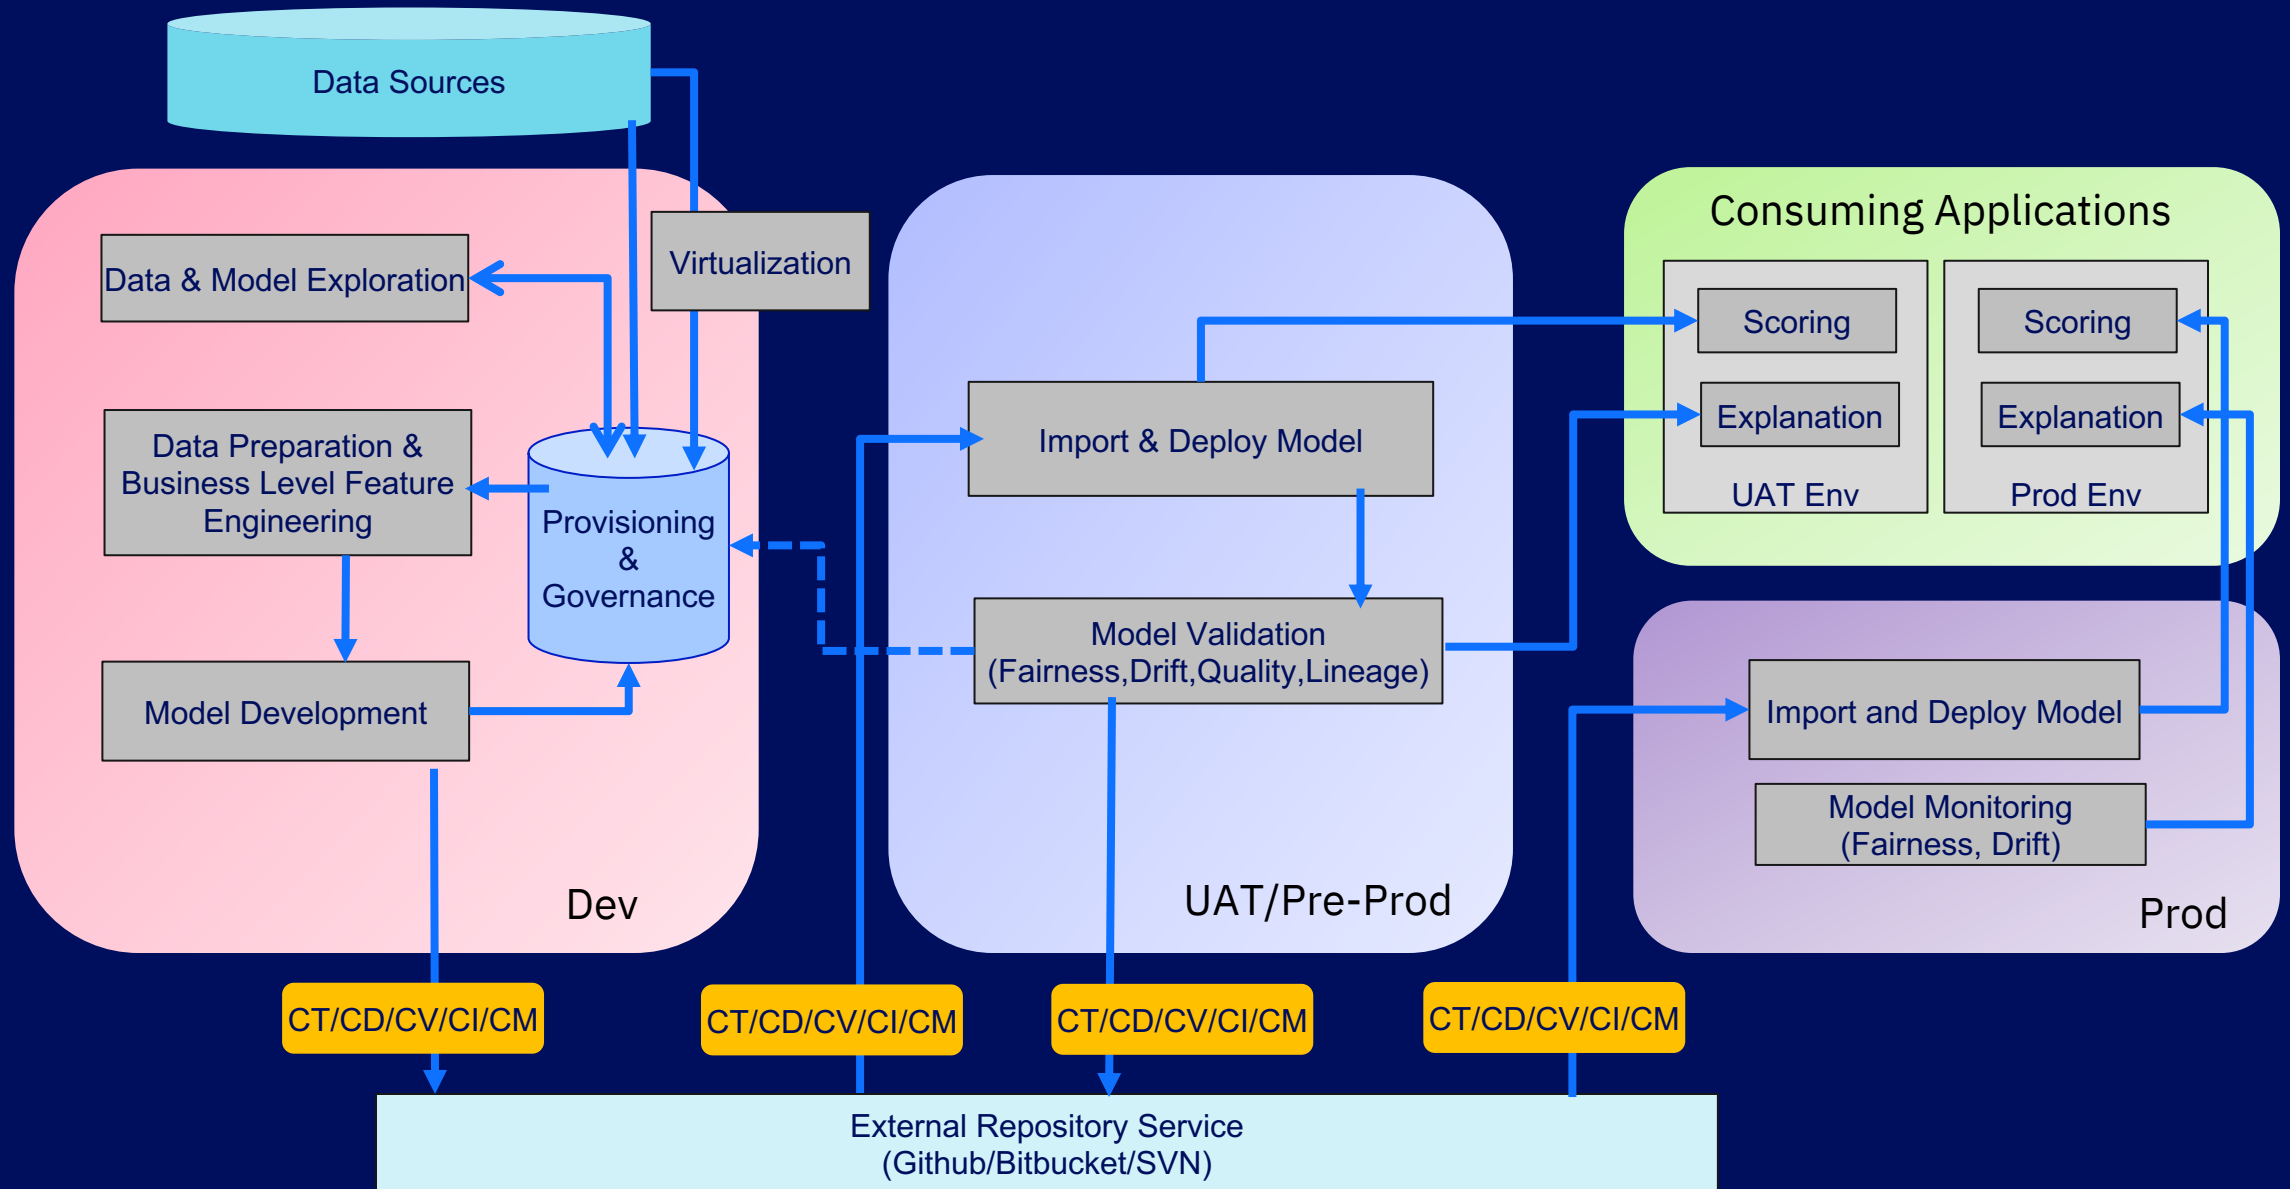 Data Sources
Virtualization
Data & Model Exploration
Data Preparation &
Business Level Feature
Engineering
Provisioning
&
Governance
Model Development
Dev
Import & Deploy Model
Model Validation
(Fairness,Drift,Quality,Lineage)
UAT/Pre-Prod
Consuming Applications
Scoring
Explanation
UAT Env
Scoring
Explanation
Prod Env
Import and Deploy Model
Model Monitoring
(Fairness, Drift)
Prod
CT/CD/CV/CI/CM
CT/CD/CV/CI/CM
CT/CD/CV/CI/CM
CT/CD/CV/CI/CM
External Repository Service
(Github/Bitbucket/SVN)